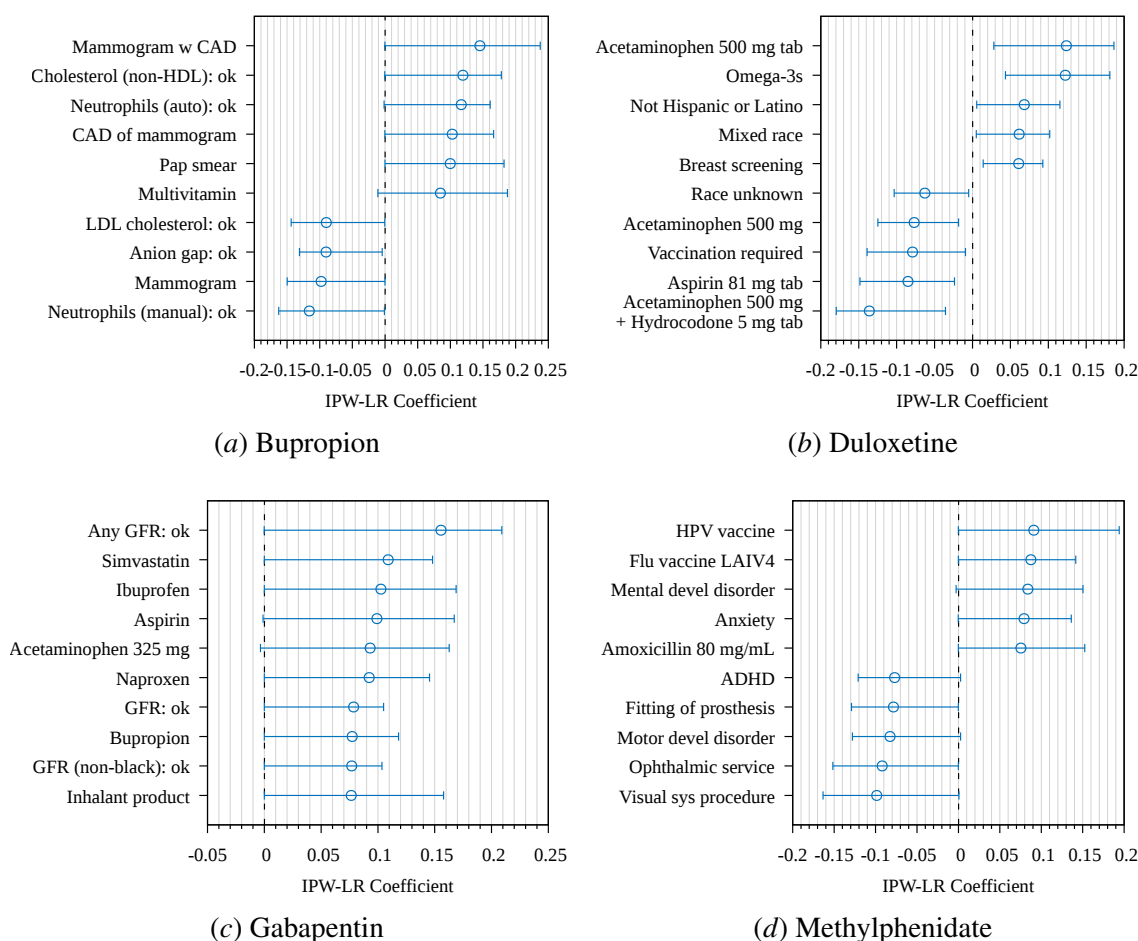 Mammogram w CAD
Cholesterol (non-HDL): ok
Neutrophils (auto): ok
CAD of mammogram
Pap smear
Multivitamin
LDL cholesterol: ok
Anion gap: ok
Mammogram
Neutrophils (manual): ok
-0.2 -0.15 -0.1 -0.05 0 0.05 0.1 0.15 0.2 0.25
IPW-LR Coefficient
(a) Bupropion
Acetaminophen 500 mg tab
Omega-3s
Not Hispanic or Latino
Mixed race
Breast screening
Race unknown
Acetaminophen 500 mg
Vaccination required
Aspirin 81 mg tab
Acetaminophen 500 mg
+ Hydrocodone 5 mg tab
-0.2 -0.15 -0.1 -0.05 0 0.05 0.1 0.15 0.2
IPW-LR Coefficient
(b) Duloxetine
Any GFR: ok
Simvastatin
Ibuprofen
Aspirin
Acetaminophen 325 mg
Naproxen
GFR: ok
Bupropion
GFR (non-black): ok
Inhalant product
-0.05 0 0.05 0.1 0.15 0.2 0.25
IPW-LR Coefficient
(c) Gabapentin
HPV vaccine
Flu vaccine LAIV4
Mental devel disorder
Anxiety
Amoxicillin 80 mg/mL
ADHD
Fitting of prosthesis
Motor devel disorder
Ophthalmic service
Visual sys procedure
-0.2 -0.15 -0.1 -0.05 0 0.05 0.1 0.15 0.2
IPW-LR Coefficient
(d) Methylphenidate